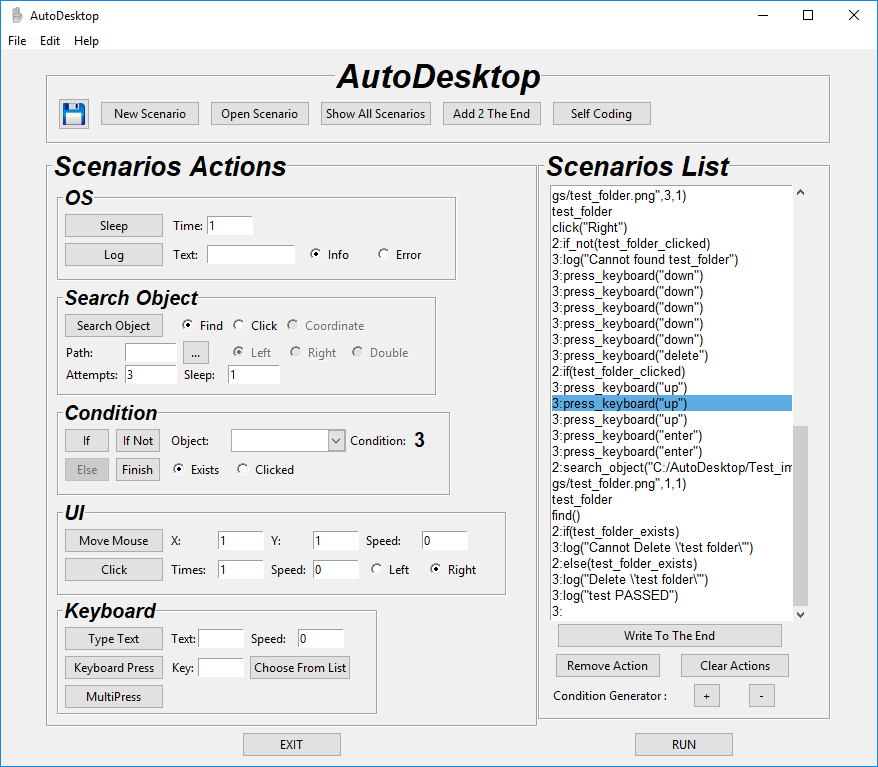 AutoDesktop
File Edit Help
AutoDesktop
New Scenario Open Scenario Show All Scenarios Add 2 The End Self Coding
Scenarios Actions
OS
Sleep Time: 1
Log Text: Info Error
Search Object
Search Object Find Click Coordinate
Path: ... Left Right Double
Attempts: 3 Sleep: 1
Condition
If If Not Object: Condition: 3
Else Finish Exists Clicked
UI
Move Mouse X: 1 Y: 1 Speed: 0
Click Times: 1 Speed: 0 Left Right
Keyboard
Type Text Text: Speed: 0
Keyboard Press Key: Choose From List
MultiPress
EXIT
Scenarios List
gs/test_folder.png",3,1)
test_folder
click("Right")
2:if_not(test_folder_clicked)
3:log("Cannot found test_folder")
3:press_keyboard("down")
3:press_keyboard("down")
3:press_keyboard("down")
3:press_keyboard("down")
3:press_keyboard("down")
3:press_keyboard("delete")
2:if(test_folder_clicked)
3:press_keyboard("up")
3:press_keyboard("up")
3:press_keyboard("up")
3:press_keyboard("enter")
3:press_keyboard("enter")
2:search_object("C:/AutoDesktop/Test_im
gs/test_folder.png",1,1)
test_folder
find()
2:if(test_folder_exists)
3:log("Cannot Delete \'test folder\'")
2:else(test_folder_exists)
3:log("Delete \'test folder\'")
3:log("test PASSED")
3:
Write To The End
Remove Action Clear Actions
Condition Generator : + -
RUN